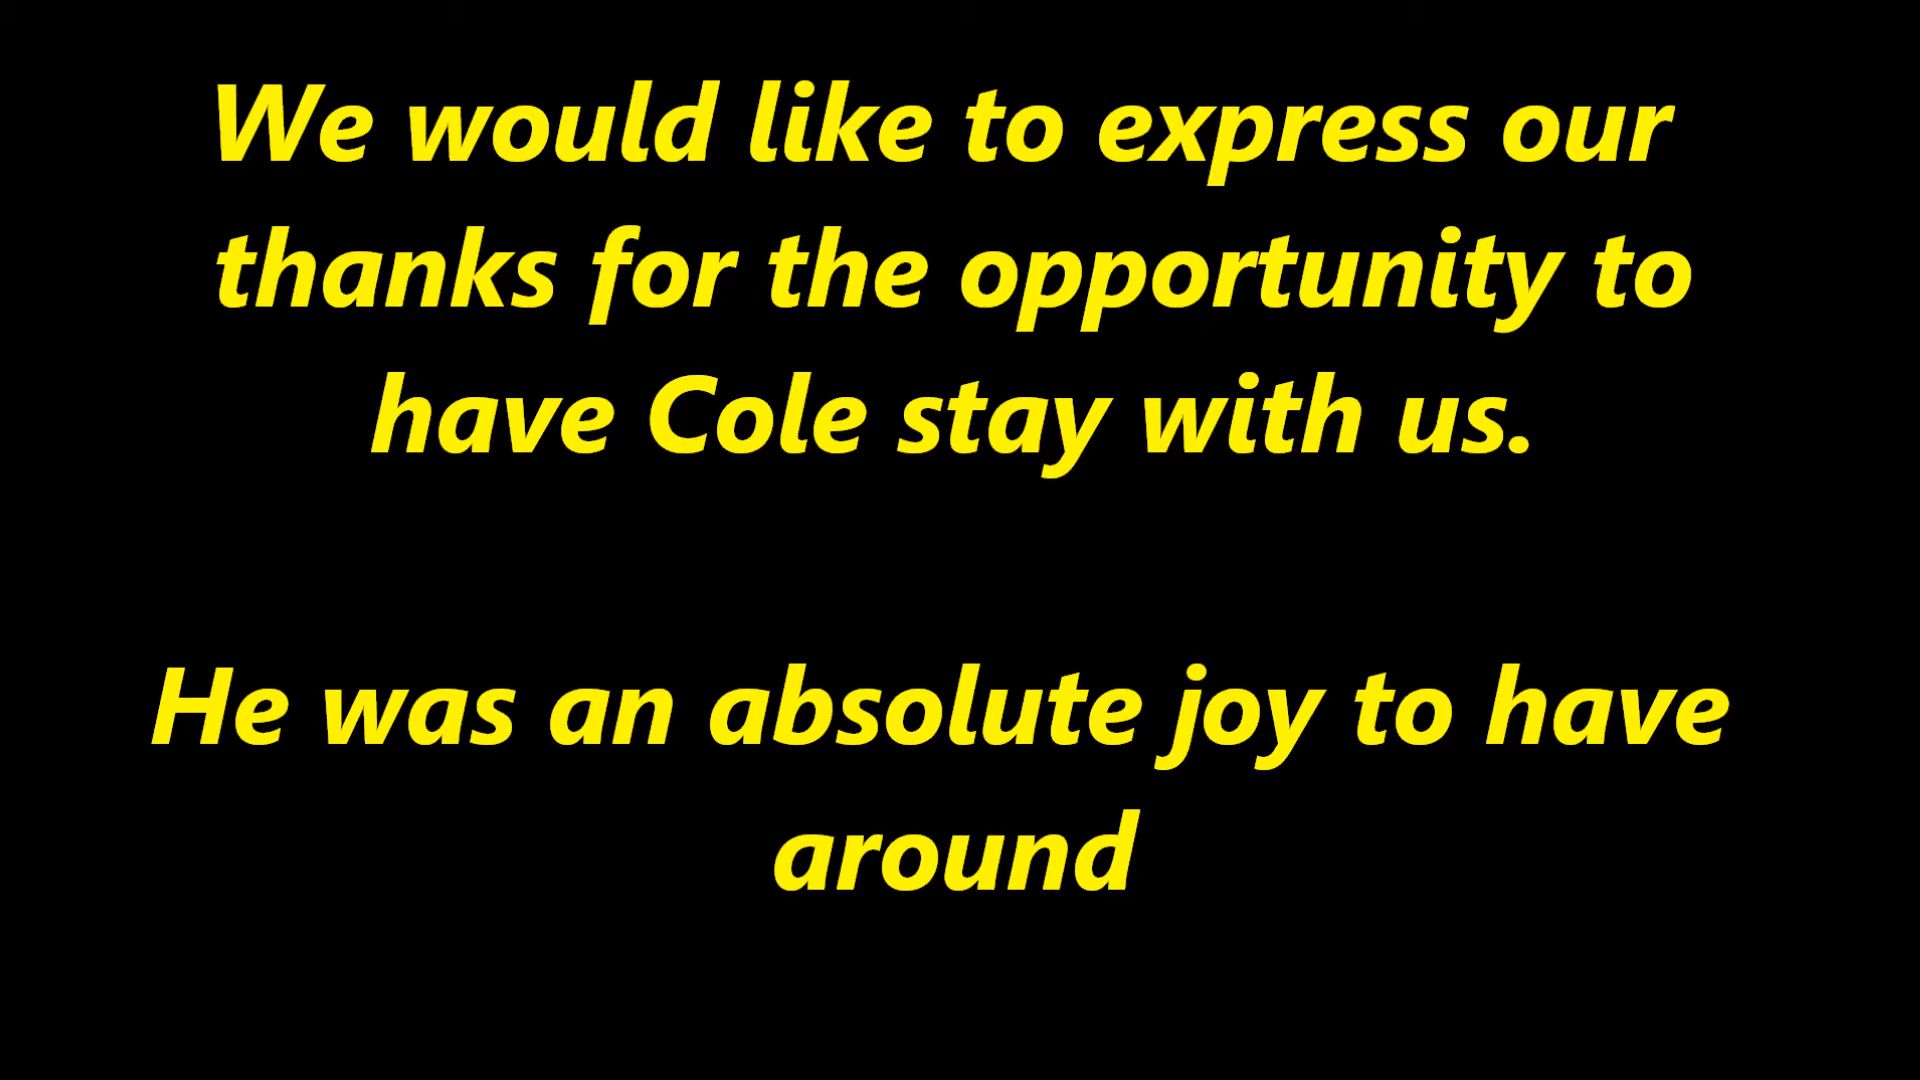 We would like to express our
thanks for the opportunity to
have Cole stay with us.
He was an absolute joy to have
around